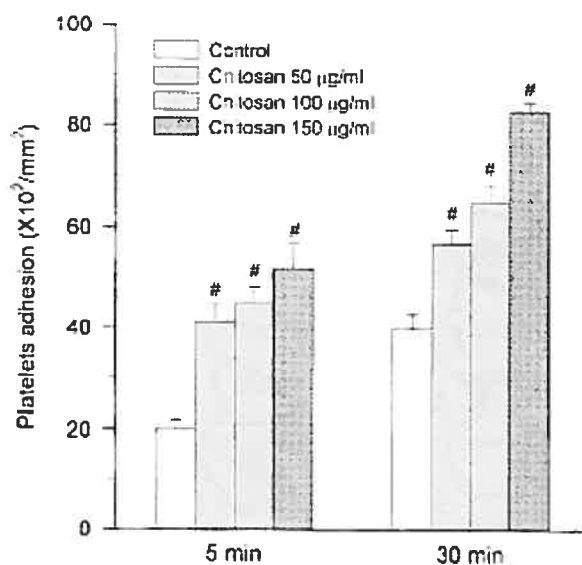 100
80
60
40
20
0
Platelets adhesion (X10³/mm²)
Control
Chitosan 50 µg/ml
Chitosan 100 µg/ml
Chitosan 150 µg/ml
# # #
# # #
5 min 30 min